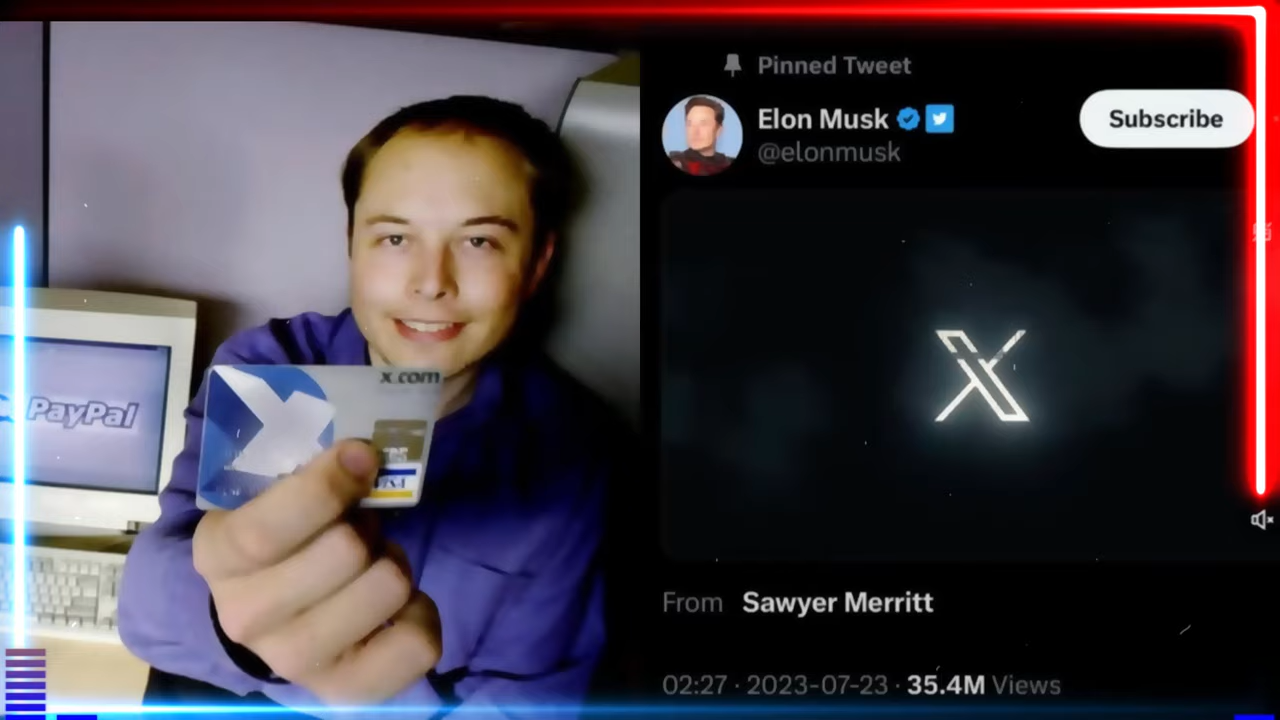 x.com
PayPal
VISA
Pinned Tweet
Elon Musk
@elonmusk
Subscribe
X
From Sawyer Merritt
02:27 · 2023-07-23 · 35.4M Views